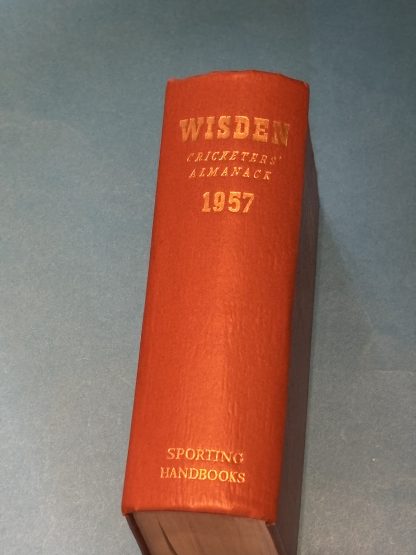 WISDEN
CRICKETERS'
ALMANACK
1957
SPORTING
HANDBOOKS